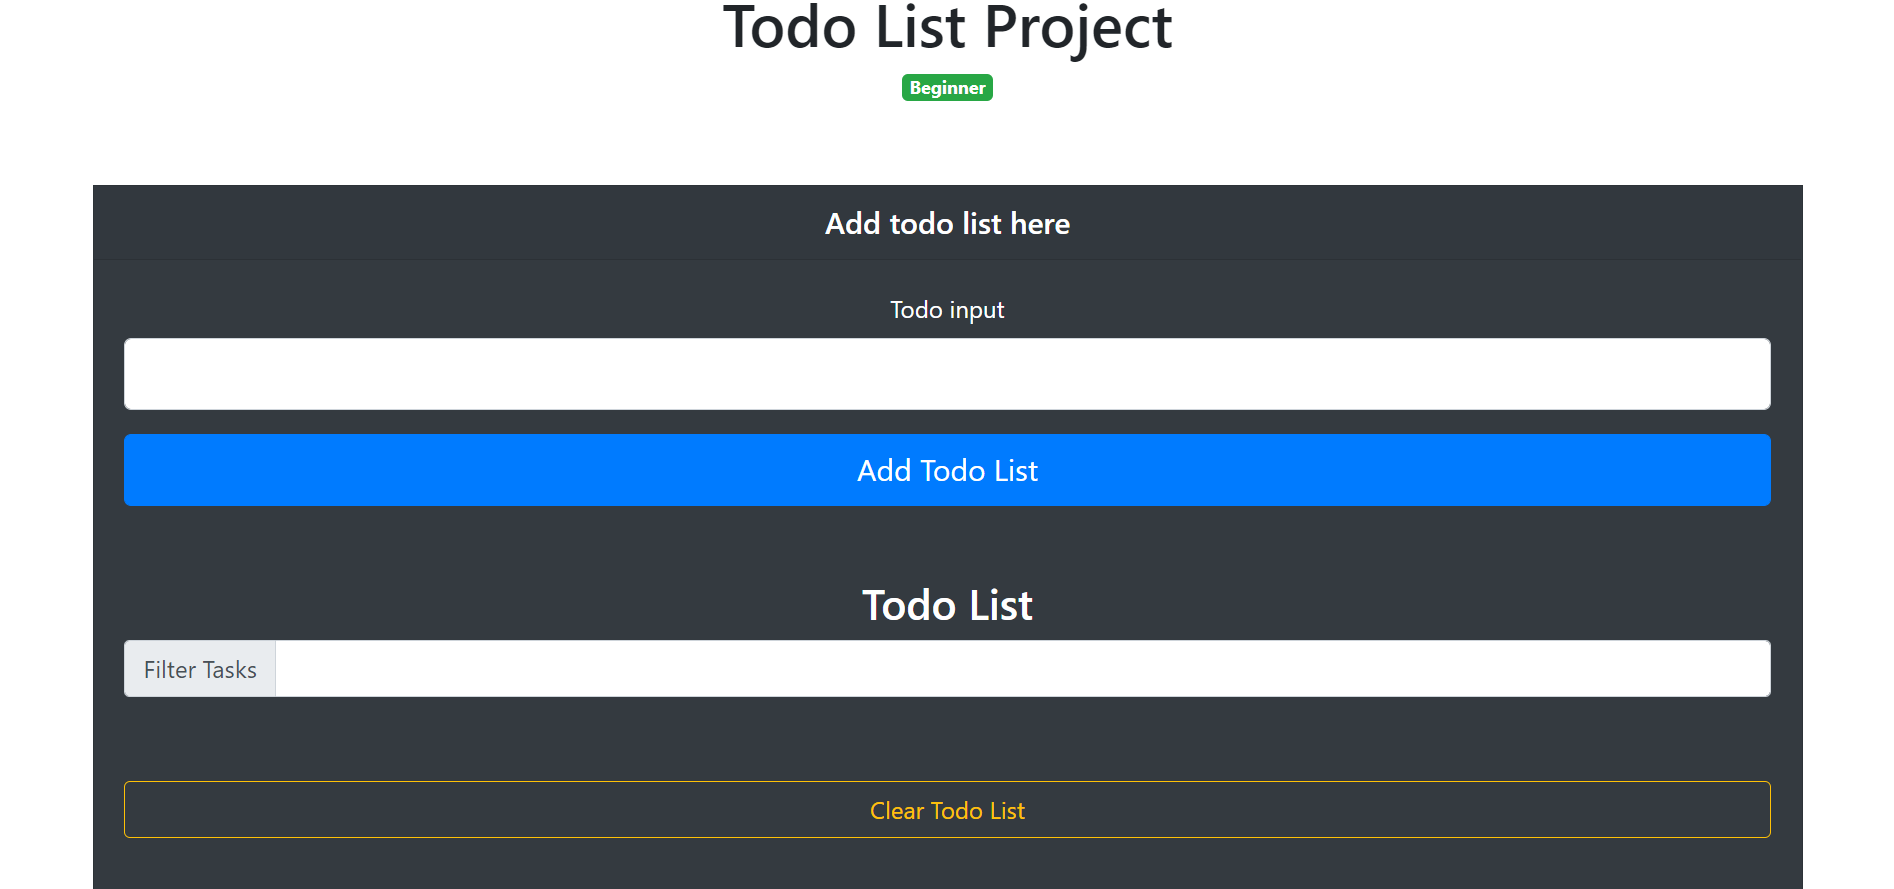 Todo List Project
Beginner
Add todo list here
Todo input
Add Todo List
Todo List
Filter Tasks
Clear Todo List